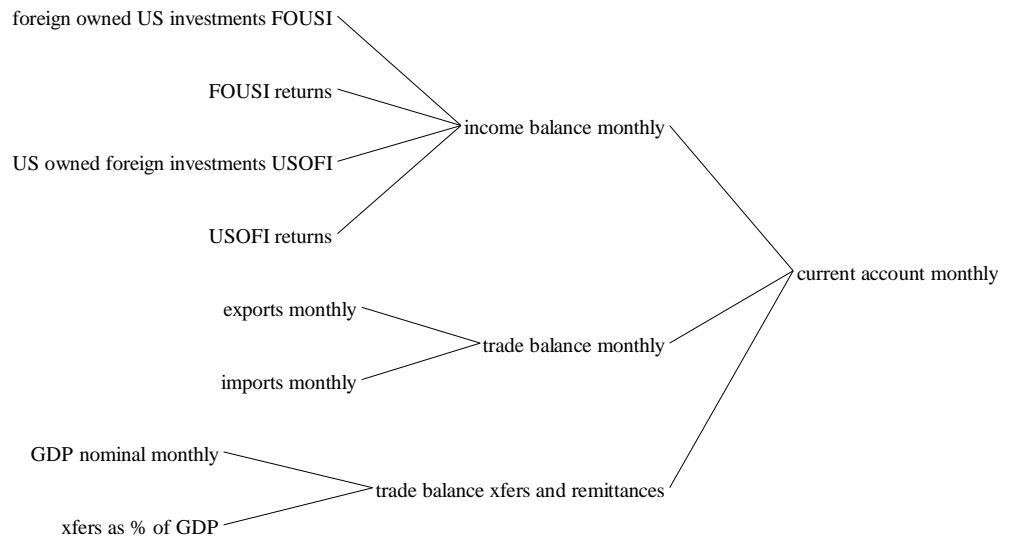 foreign owned US investments FOUSI
FOUSI returns
income balance monthly
US owned foreign investments USOFI
USOFI returns
current account monthly
exports monthly
trade balance monthly
imports monthly
GDP nominal monthly
trade balance xfers and remittances
xfers as % of GDP